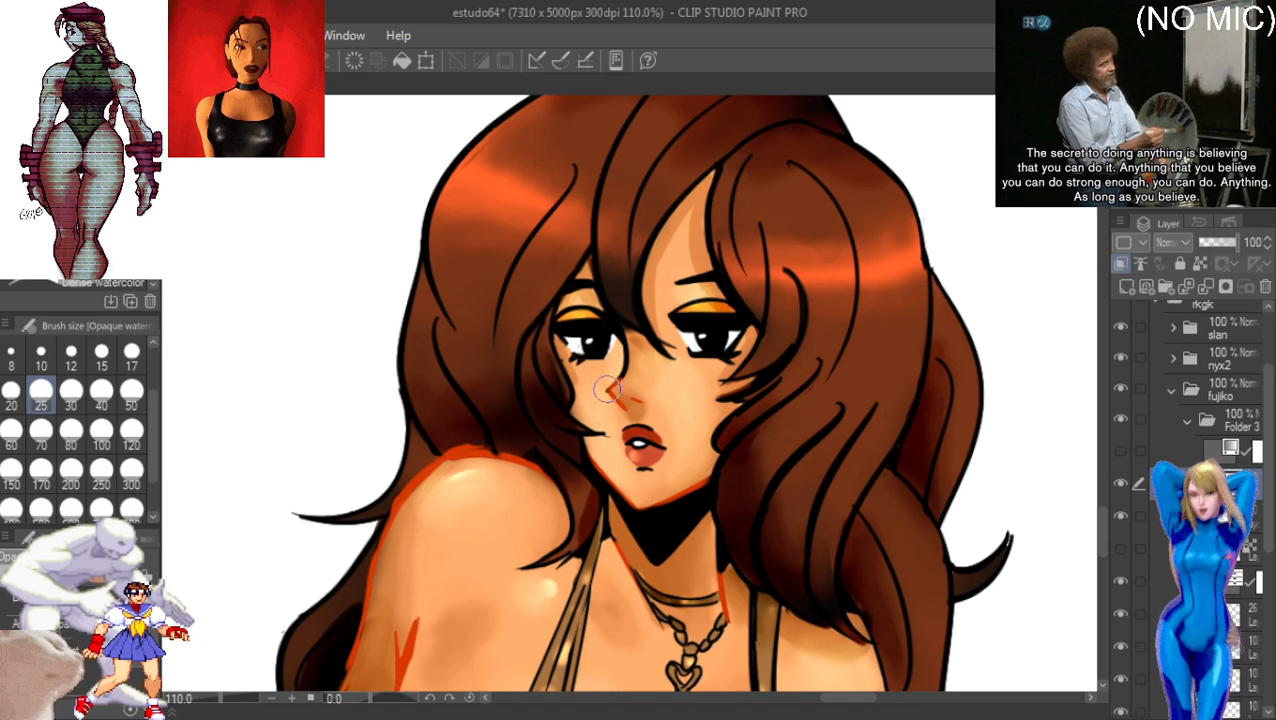 estudo64* (7310 x 5000px 300dpi 110.0%) - CLIP STUDIO PAINT PRO
(NO MIC)
Window Help
The secret to doing anything is believing
that you can do it. Anything that you believe
you can do strong enough, you can do. Anything.
As long as you believe.
Layer
100
rkgk
100 % Norm
slan
100 % Norm
nyx2
100 % Norm
fujiko
100 %
Folder 3
Dense watercolor
Brush size [Opaque water
8 10 12 15 17
20 25 30 40 50
60 70 80 100 120
150 170 200 250 300
110.0
0.0